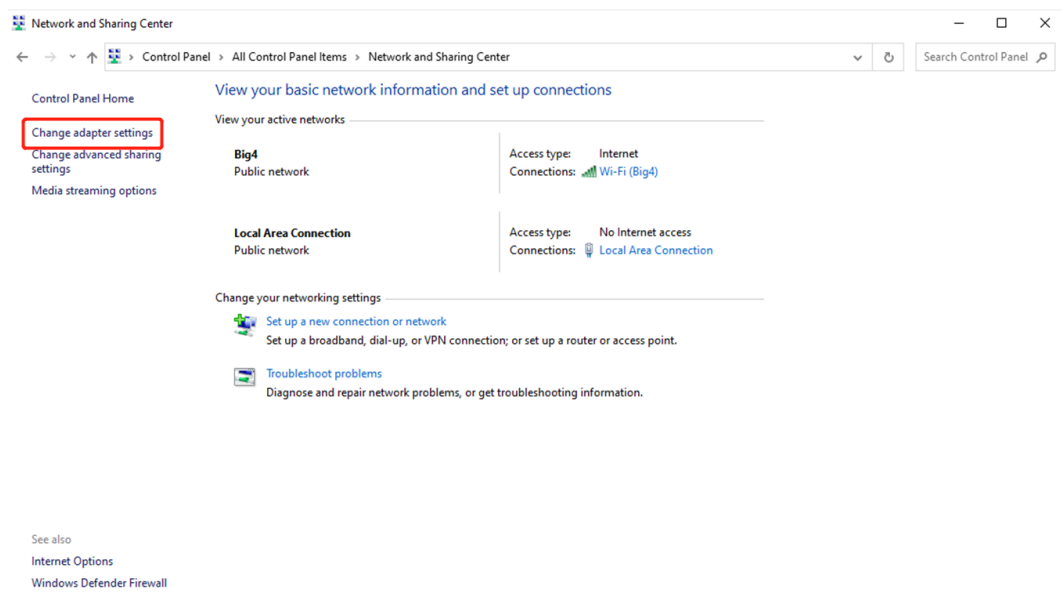 Network and Sharing Center
Control Panel > All Control Panel Items > Network and Sharing Center
Search Control Panel
Control Panel Home
Change adapter settings
Change advanced sharing
settings
Media streaming options
View your basic network information and set up connections
View your active networks
Big4
Public network
Access type: Internet
Connections: Wi-Fi (Big4)
Local Area Connection
Public network
Access type: No Internet access
Connections: Local Area Connection
Change your networking settings
Set up a new connection or network
Set up a broadband, dial-up, or VPN connection; or set up a router or access point.
Troubleshoot problems
Diagnose and repair network problems, or get troubleshooting information.
See also
Internet Options
Windows Defender Firewall